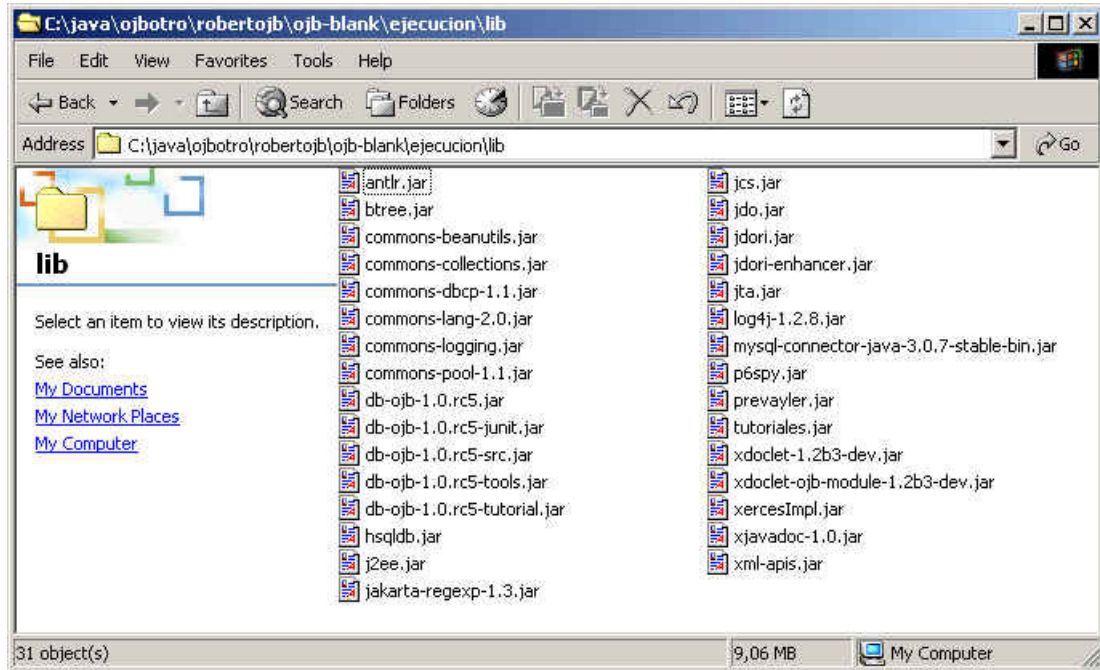 C:\java\ojbotro\robertojb\ojb-blank\ejecucion\lib
File Edit View Favorites Tools Help
Back Search Folders
Address C:\java\ojbotro\robertojb\ojb-blank\ejecucion\lib Go
lib
Select an item to view its description.
See also:
My Documents
My Network Places
My Computer
antlr.jar
btree.jar
commons-beanutils.jar
commons-collections.jar
commons-dbcp-1.1.jar
commons-lang-2.0.jar
commons-logging.jar
commons-pool-1.1.jar
db-ojb-1.0.rc5.jar
db-ojb-1.0.rc5-junit.jar
db-ojb-1.0.rc5-src.jar
db-ojb-1.0.rc5-tools.jar
db-ojb-1.0.rc5-tutorial.jar
hsqldb.jar
j2ee.jar
jakarta-regexp-1.3.jar
jcs.jar
jdo.jar
jdori.jar
jdori-enhancer.jar
jta.jar
log4j-1.2.8.jar
mysql-connector-java-3.0.7-stable-bin.jar
p6spy.jar
prevayler.jar
tutoriales.jar
xdoclet-1.2b3-dev.jar
xdoclet-ojb-module-1.2b3-dev.jar
xercesImpl.jar
xjavadoc-1.0.jar
xml-apis.jar
31 object(s) 9,06 MB My Computer